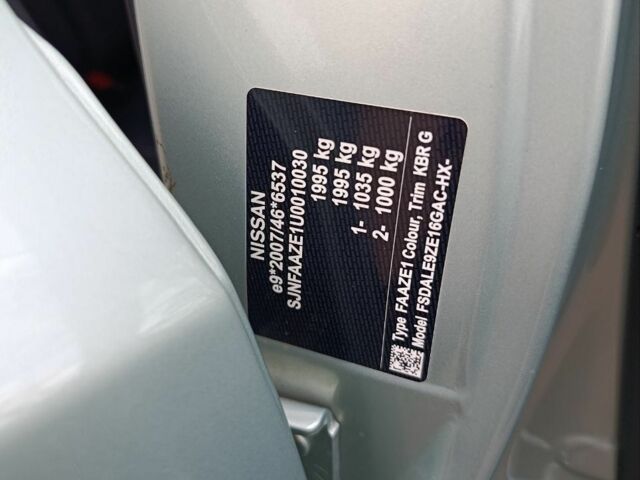 NISSAN
e9*2007/46*6537
SJNFAAZE1U0010030
1995 kg
1995 kg
1- 1035 kg
2- 1000 kg
Type FAAZE1 Colour, Trim KBR G
Model FSDALE9ZE16GAC-HX-